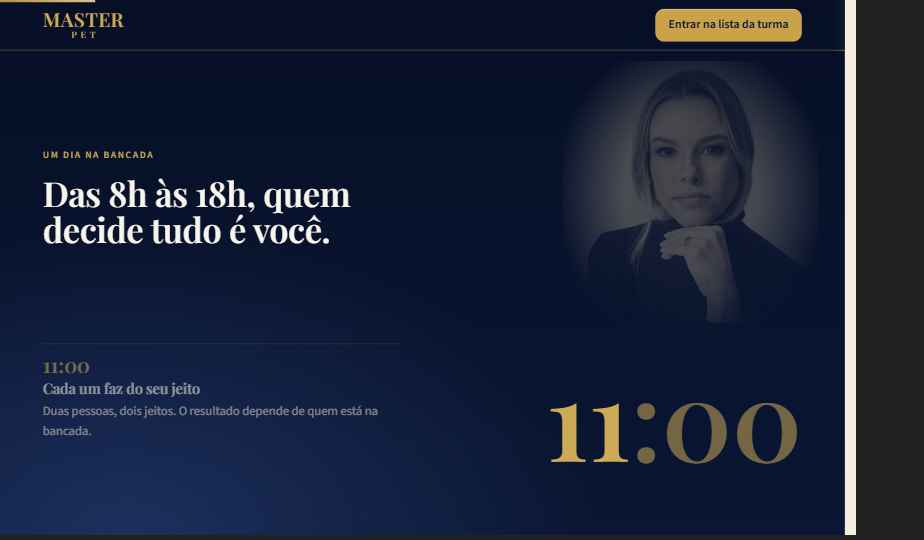 MASTER
PET
Entrar na lista da turma
UM DIA NA BANCADA
Das 8h às 18h, quem
decide tudo é você.
11:00
Cada um faz do seu jeito
Duas pessoas, dois jeitos. O resultado depende de quem está na
bancada.
11:00